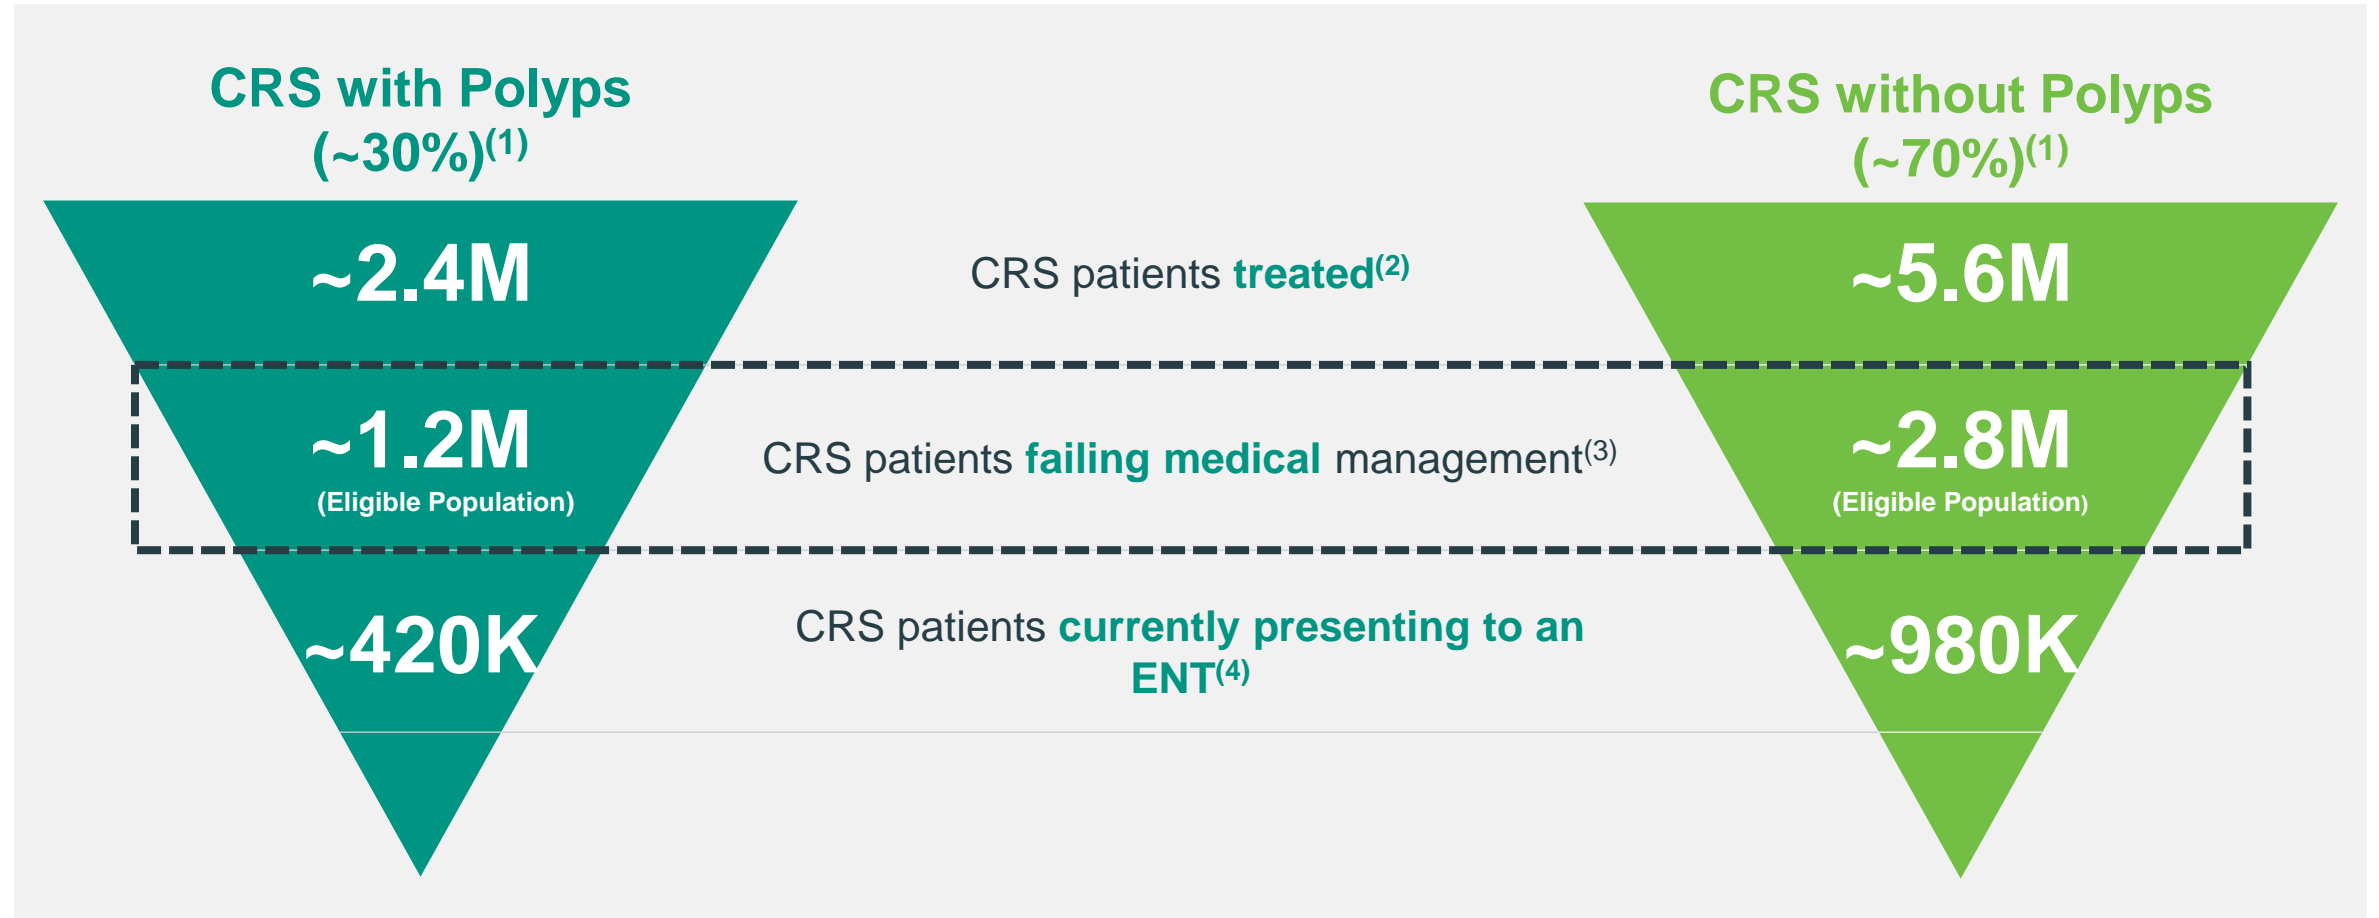 CRS with Polyps
(~30%)(1)
CRS without Polyps
(~70%)(1)
~2.4M
CRS patients treated(2)
~5.6M
~1.2M
(Eligible Population)
CRS patients failing medical management(3)
~2.8M
(Eligible Population)
~420K
CRS patients currently presenting to an
ENT(4)
~980K